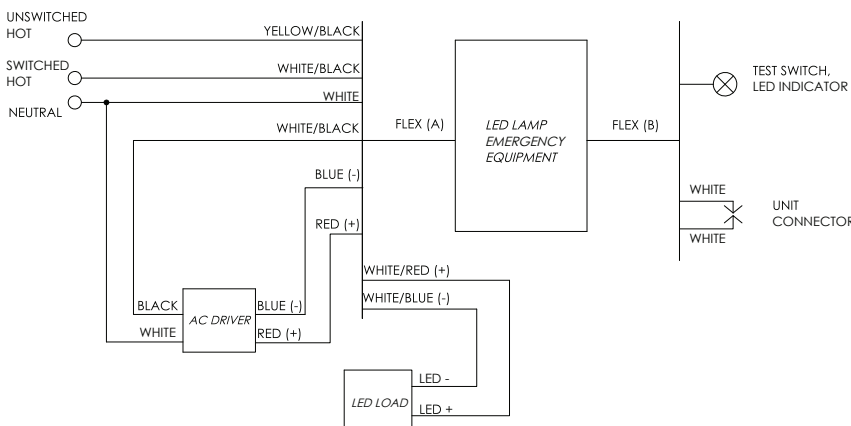 UNSWITCHED
HOT
YELLOW/BLACK
SWITCHED
HOT
WHITE/BLACK
NEUTRAL
WHITE
WHITE/BLACK
FLEX (A)
LED LAMP
EMERGENCY
EQUIPMENT
FLEX (B)
TEST SWITCH,
LED INDICATOR
BLUE (-)
RED (+)
WHITE
UNIT
CONNECTOR
WHITE
WHITE/RED (+)
WHITE/BLUE (-)
BLACK
AC DRIVER
BLUE (-)
WHITE
RED (+)
LED LOAD
LED -
LED +